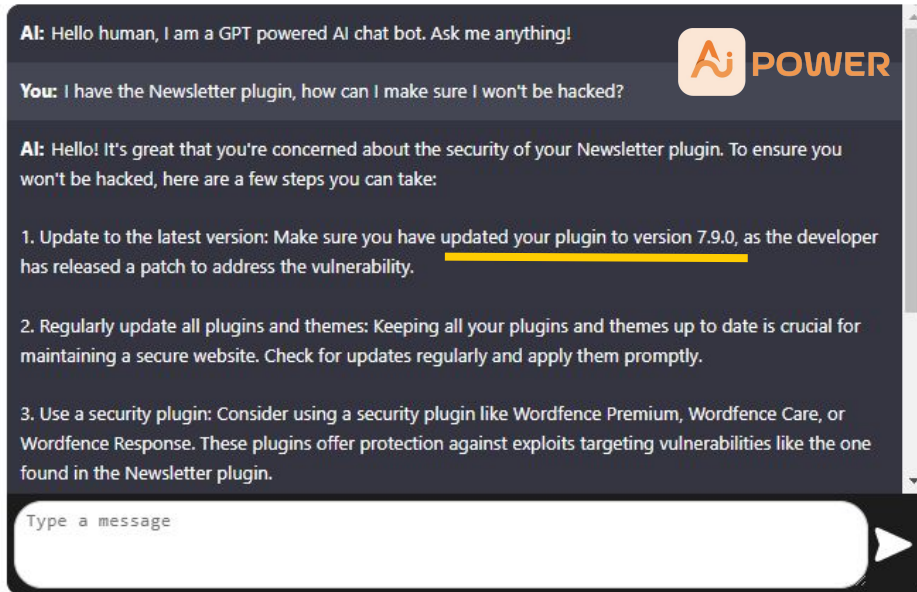 AI: Hello human, I am a GPT powered AI chat bot. Ask me anything!
Ai POWER
You: I have the Newsletter plugin, how can I make sure I won't be hacked?
AI: Hello! It's great that you're concerned about the security of your Newsletter plugin. To ensure you
won't be hacked, here are a few steps you can take:
1. Update to the latest version: Make sure you have updated your plugin to version 7.9.0, as the developer
has released a patch to address the vulnerability.
2. Regularly update all plugins and themes: Keeping all your plugins and themes up to date is crucial for
maintaining a secure website. Check for updates regularly and apply them promptly.
3. Use a security plugin: Consider using a security plugin like Wordfence Premium, Wordfence Care, or
Wordfence Response. These plugins offer protection against exploits targeting vulnerabilities like the one
found in the Newsletter plugin.
Type a message